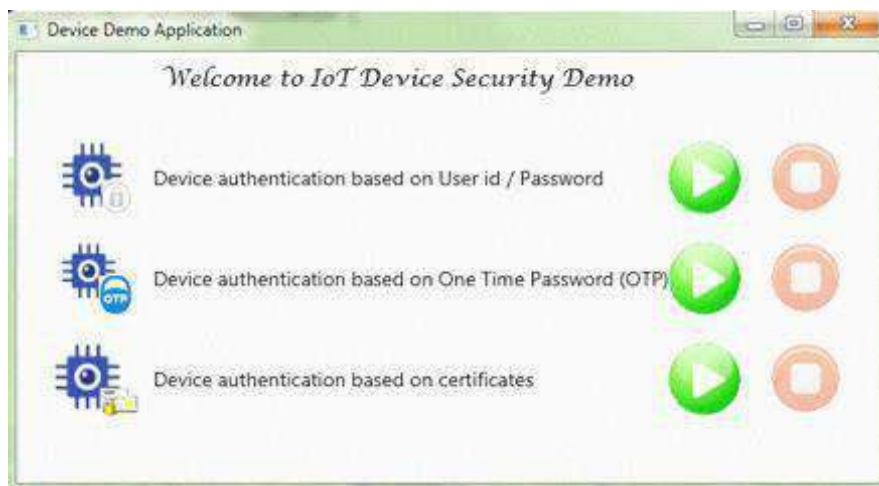 Device Demo Application
Welcome to IoT Device Security Demo
Device authentication based on User id / Password
OTP
Device authentication based on One Time Password (OTP)
Device authentication based on certificates